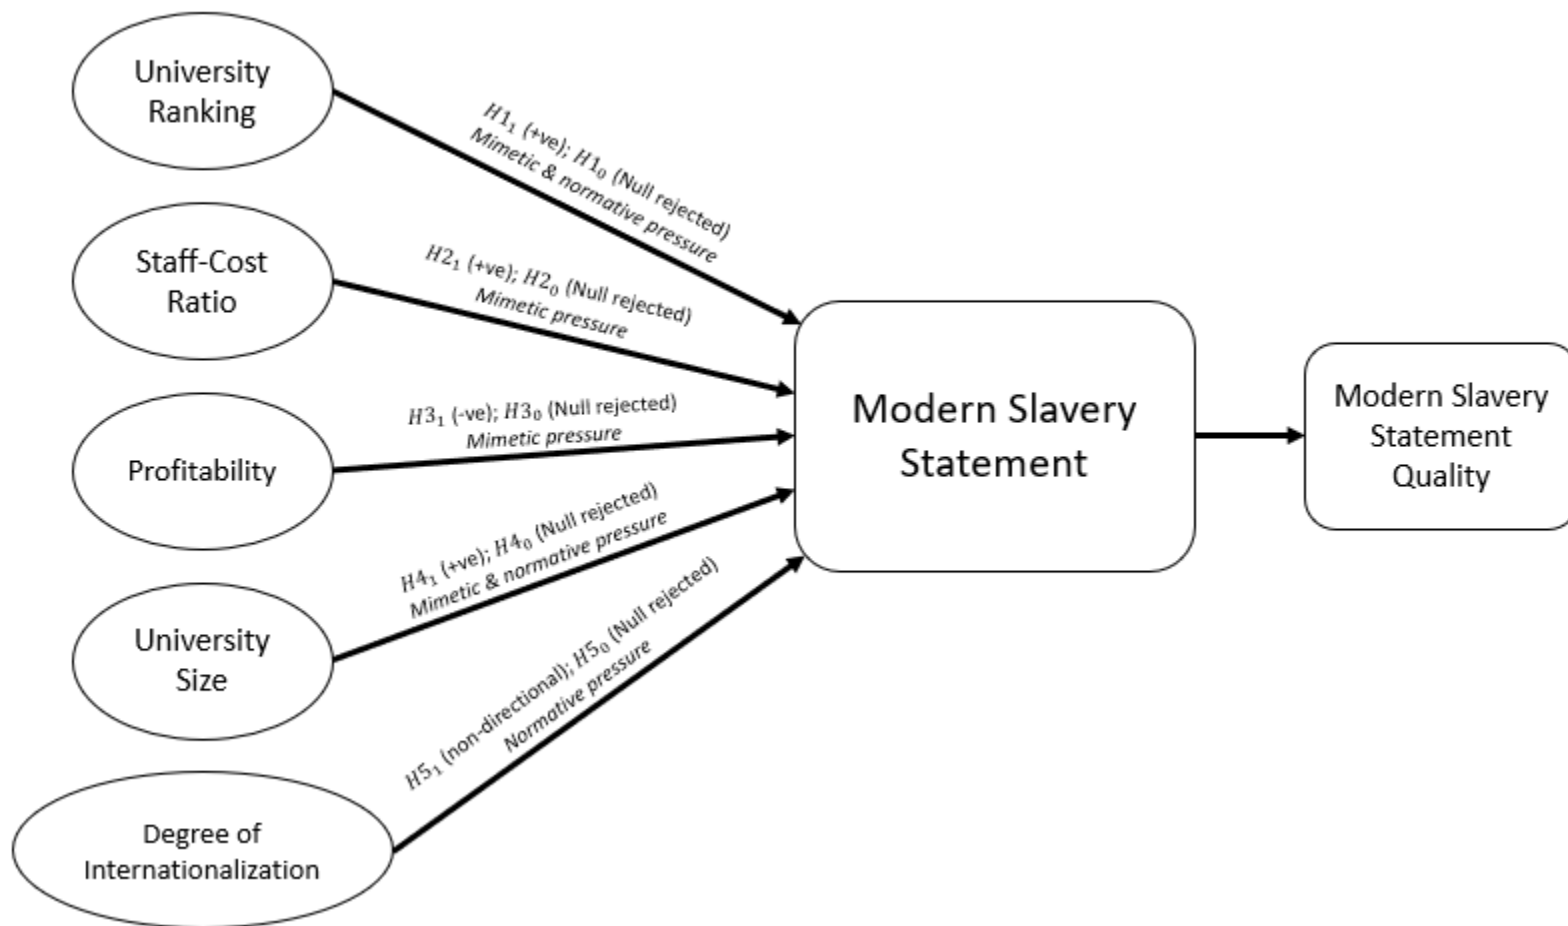 University
Ranking
H1₁ (+ve); H1₀ (Null rejected)
Mimetic & normative pressure
Staff-Cost
Ratio
H2₁ (+ve); H2₀ (Null rejected)
Mimetic pressure
Profitability
H3₁ (-ve); H3₀ (Null rejected)
Mimetic pressure
University
Size
H4₁ (+ve); H4₀ (Null rejected)
Mimetic & normative pressure
Degree of
Internationalization
H5₁ (non-directional); H5₀ (Null rejected)
Normative pressure
Modern Slavery
Statement
Modern Slavery
Statement
Quality